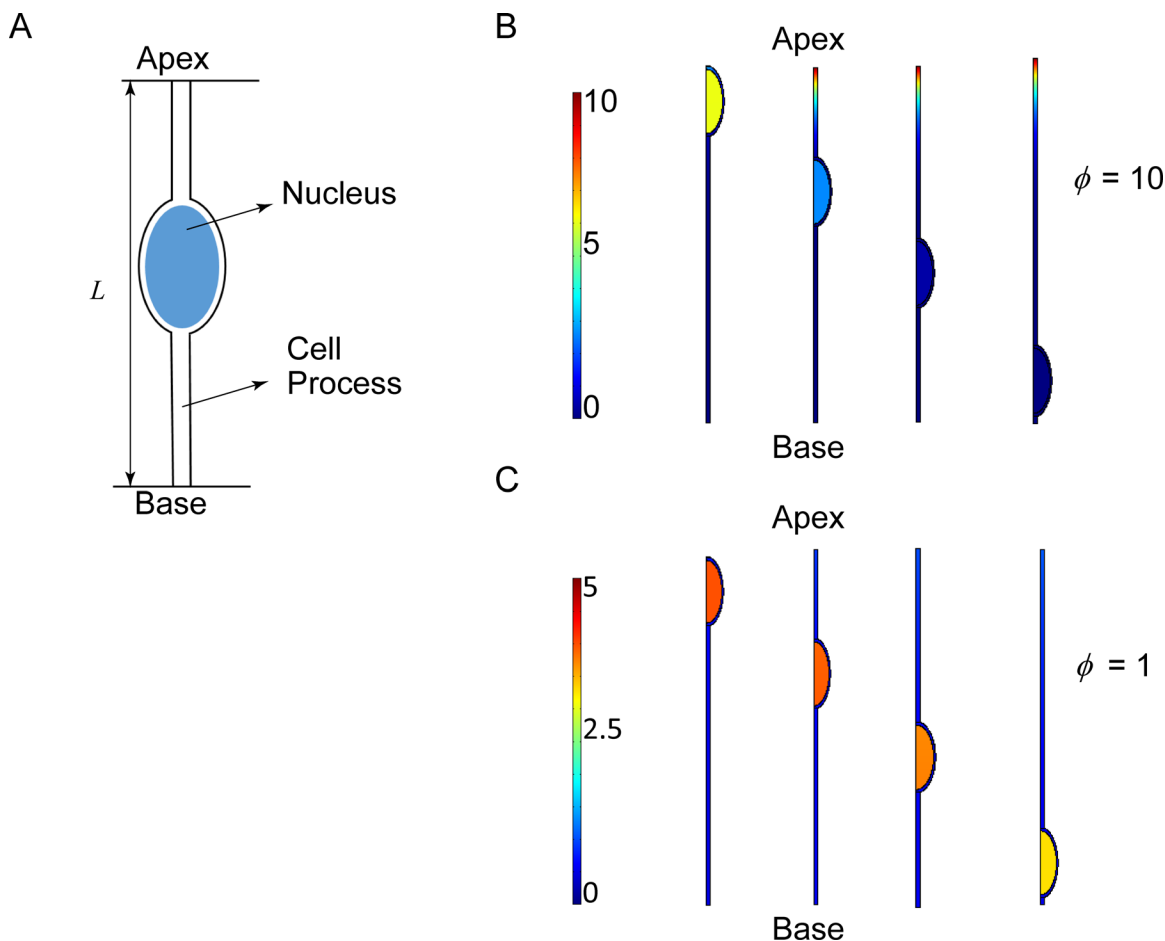 A
Apex
L
Nucleus
Cell
Process
Base
B
Apex
10
5
0
ϕ = 10
Base
C
Apex
5
2.5
0
ϕ = 1
Base